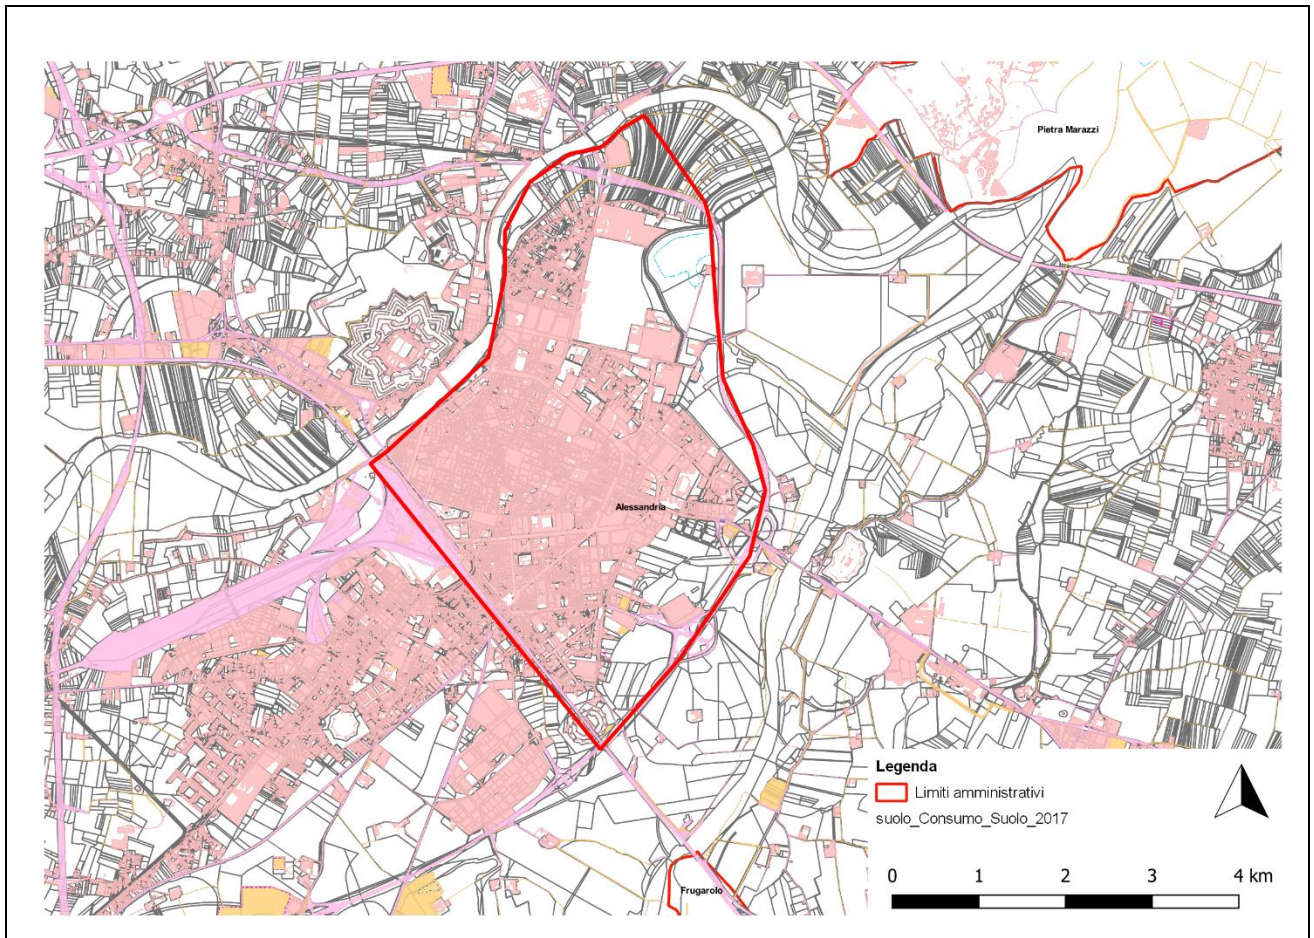 Pietra Marazzi
Alessandria
Legenda
Limiti amministrativi
suolo_Consumo_Suolo_2017
0 1 2 3 4 km
Frugarolo